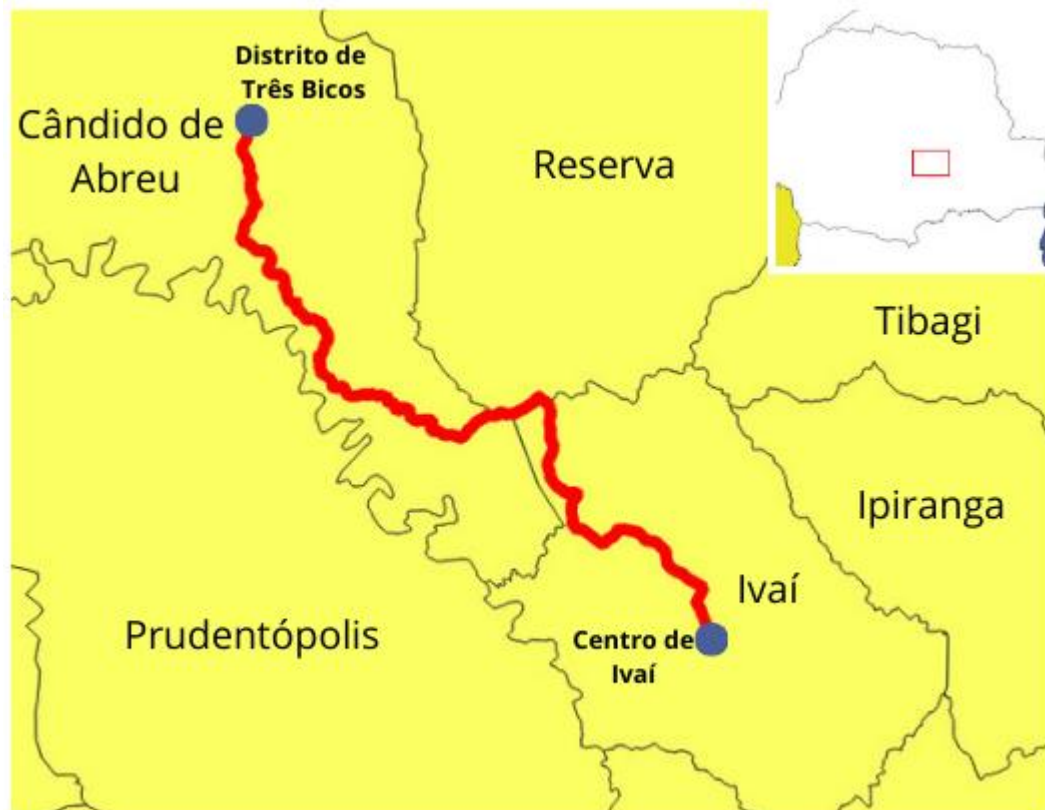 Distrito de
Três Bicos
Cândido de
Abreu
Reserva
Tibagi
Ipiranga
Ivaí
Prudentópolis
Centro de
Ivaí